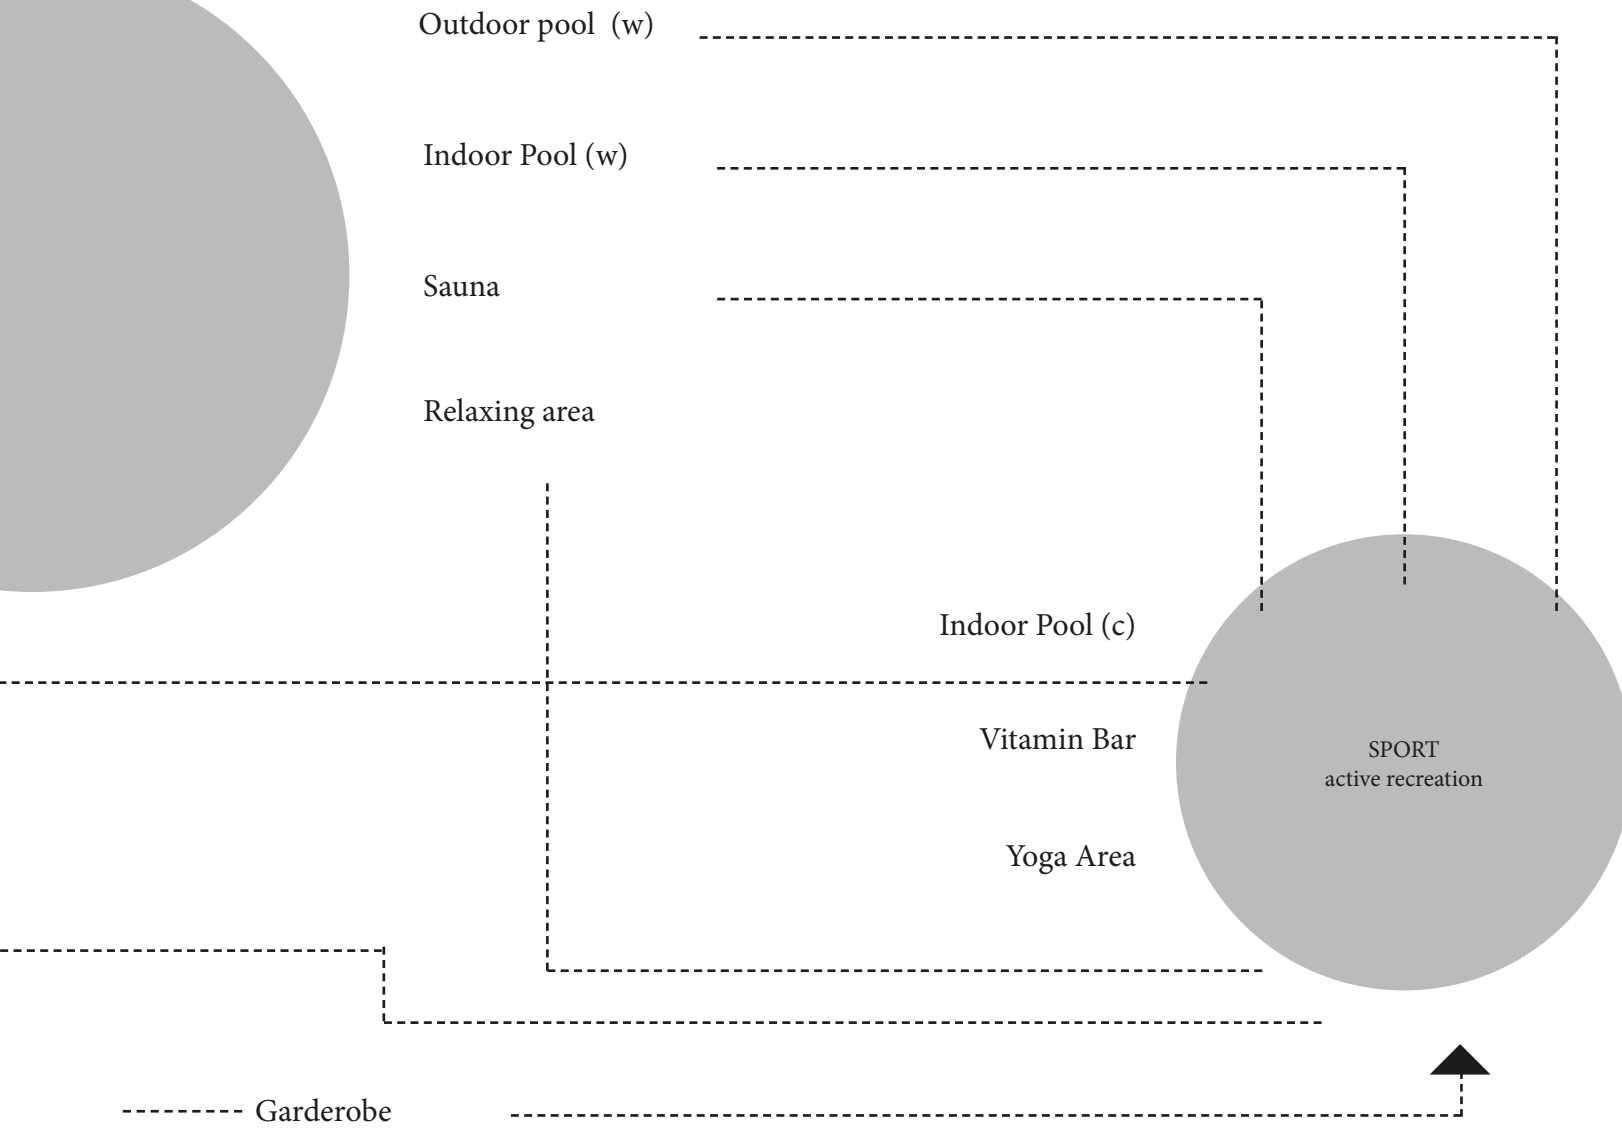 Outdoor pool (w)
Indoor Pool (w)
Sauna
Relaxing area
Indoor Pool (c)
Vitamin Bar
SPORT
active recreation
Yoga Area
Garderobe